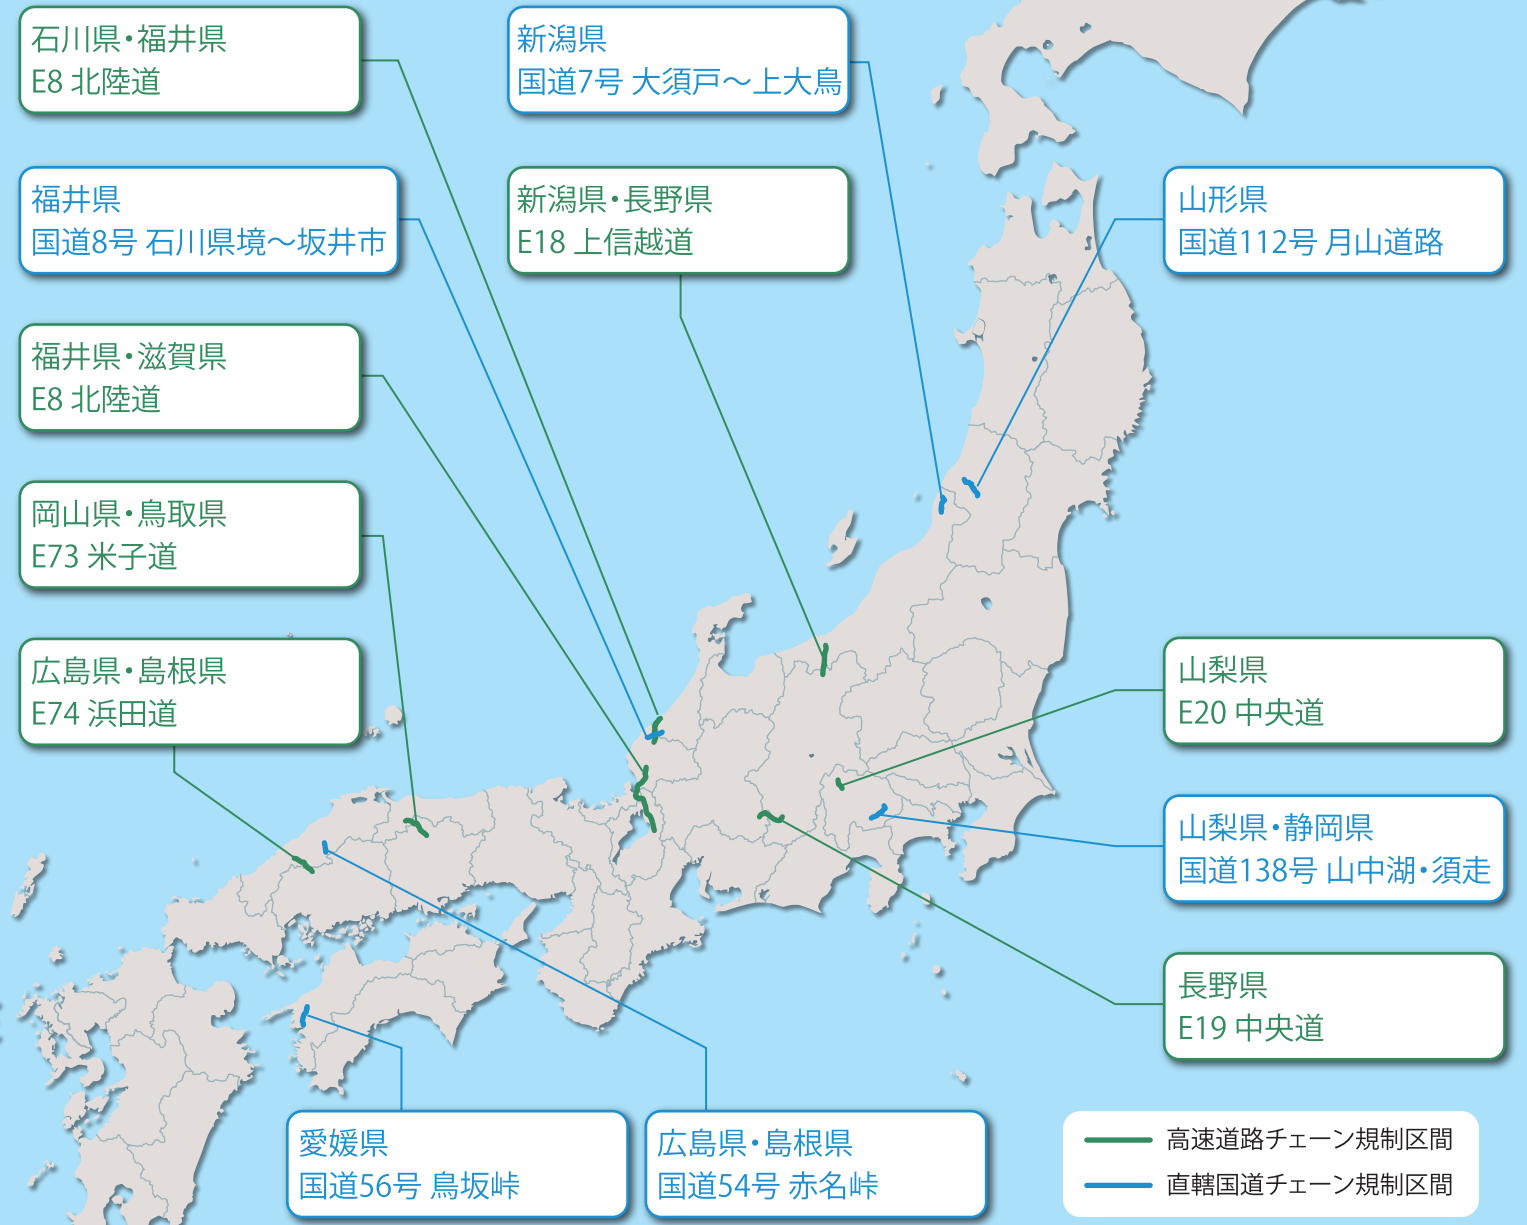 石川県・福井県
E8 北陸道
新潟県
国道7号 大須戸～上大鳥
福井県
国道8号 石川県境～坂井市
新潟県・長野県
E18 上信越道
山形県
国道112号 月山道路
福井県・滋賀県
E8 北陸道
岡山県・鳥取県
E73 米子道
広島県・島根県
E74 浜田道
山梨県
E20 中央道
山梨県・静岡県
国道138号 山中湖・須走
長野県
E19 中央道
愛媛県
国道56号 鳥坂峠
広島県・島根県
国道54号 赤名峠
高速道路チェーン規制区間
直轄国道チェーン規制区間